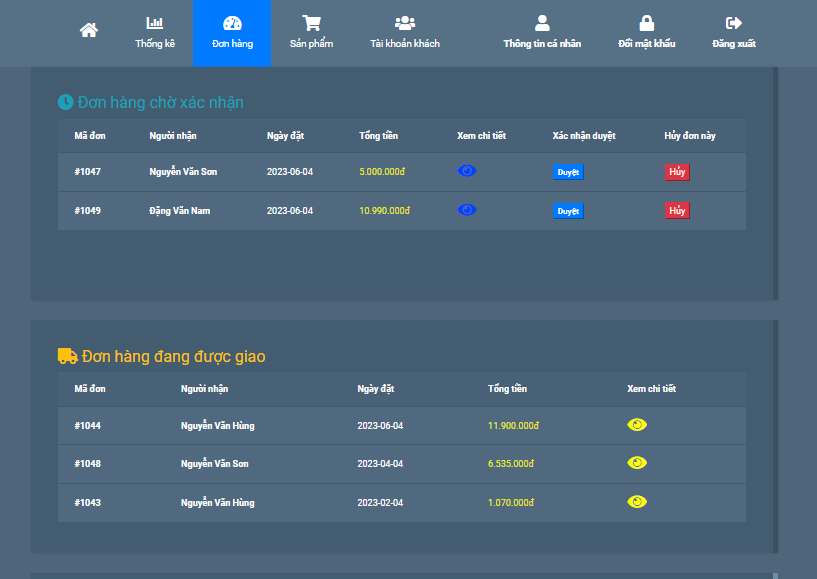 Thống kê Đơn hàng Sản phẩm Tài khoản khách Thông tin cá nhân Đổi mật khẩu Đăng xuất
Đơn hàng chờ xác nhận
Mã đơn Người nhận Ngày đặt Tổng tiền Xem chi tiết Xác nhận duyệt Hủy đơn này
#1047 Nguyễn Văn Sơn 2023-06-04 5.000.000đ Duyệt Hủy
#1049 Đặng Văn Nam 2023-06-04 10.990.000đ Duyệt Hủy
Đơn hàng đang được giao
Mã đơn Người nhận Ngày đặt Tổng tiền Xem chi tiết
#1044 Nguyễn Văn Hùng 2023-06-04 11.900.000đ
#1048 Nguyễn Văn Sơn 2023-04-04 6.535.000đ
#1043 Nguyễn Văn Hùng 2023-02-04 1.070.000đ